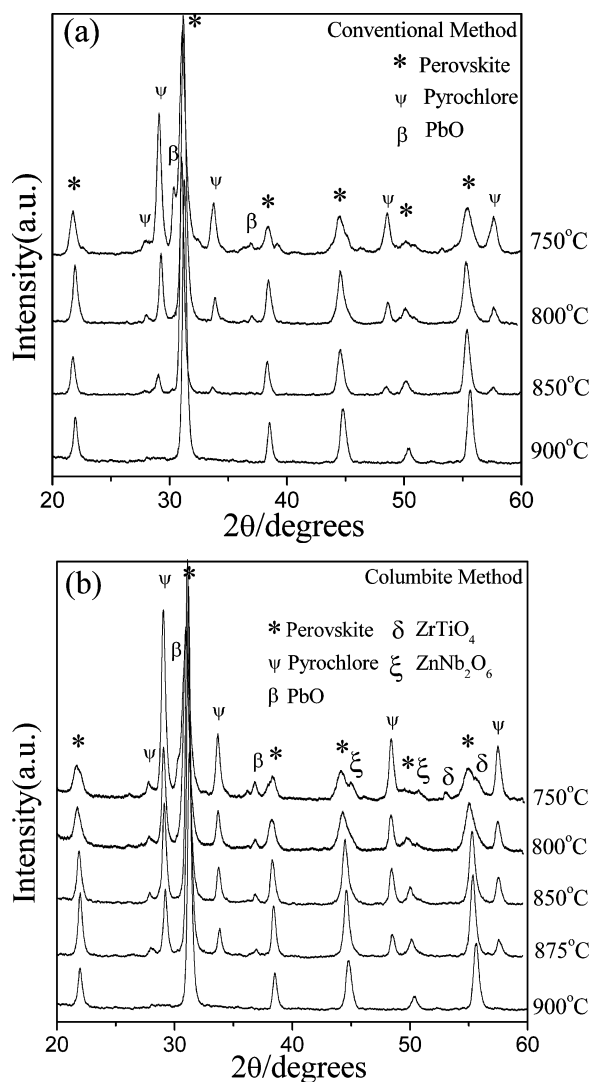 (a)
Conventional Method
* Perovskite
ψ Pyrochlore
β PbO
ψ
*
ψ
β
*
ψ
ψ
β
*
*
ψ
*
*
ψ
750°C
800°C
850°C
900°C
Intensity(a.u.)
20 30 40 50 60
2θ/degrees
(b)
Columbite Method
* Perovskite δ ZrTiO₄
ψ Pyrochlore ξ ZnNb₂O₆
β PbO
ψ
*
β
*
ψ
ψ
β
*
*
ξ
ψ
*
ξ
δ
*
δ
ψ
750°C
800°C
850°C
875°C
900°C
Intensity(a.u.)
20 30 40 50 60
2θ/degrees